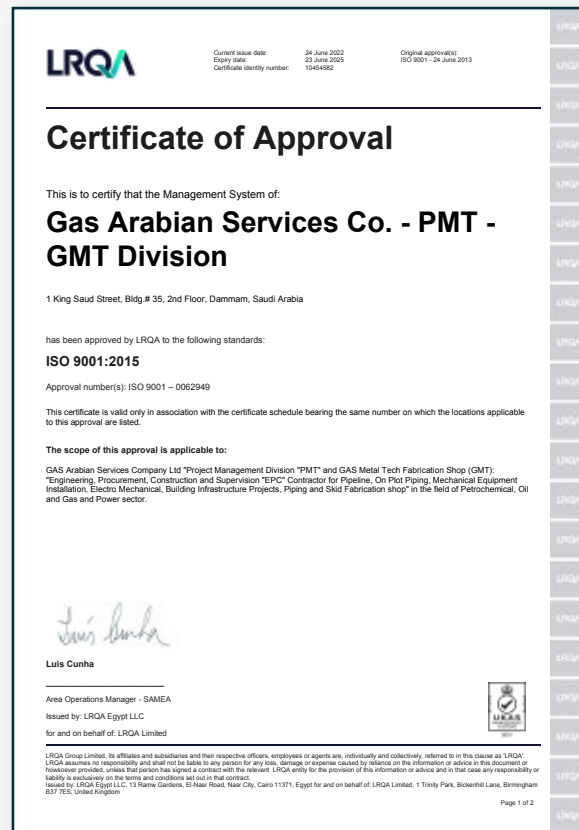 LRQA
Current issue date: 24 June 2022
Expiry date: 23 June 2025
Certificate identity number: 10454582
Original approval(s):
ISO 9001 - 24 June 2013
Certificate of Approval
This is to certify that the Management System of:
Gas Arabian Services Co. - PMT -
GMT Division
1 King Saud Street, Bldg.# 35, 2nd Floor, Dammam, Saudi Arabia
has been approved by LRQA to the following standards:
ISO 9001:2015
Approval number(s): ISO 9001 – 0062949
This certificate is valid only in association with the certificate schedule bearing the same number on which the locations applicable
to this approval are listed.
The scope of this approval is applicable to:
GAS Arabian Services Company Ltd "Project Management Division "PMT" and GAS Metal Tech Fabrication Shop (GMT):
"Engineering, Procurement, Construction and Supervision "EPC" Contractor for Pipeline, On Plot Piping, Mechanical Equipment
Installation, Electro Mechanical, Building Infrastructure Projects, Piping and Skid Fabrication shop" in the field of Petrochemical, Oil
and Gas and Power sector.
Luis Cunha
Luis Cunha
Area Operations Manager - SAMEA
Issued by: LRQA Egypt LLC
for and on behalf of: LRQA Limited
UKAS
LRQA Group Limited, its affiliates and subsidiaries and their respective officers, employees or agents are, individually and collectively, referred to in this clause as 'LRQA'.
LRQA assumes no responsibility and shall not be liable to any person for any loss, damage or expense caused by reliance on the information or advice in this document or
howsoever provided, unless that person has signed a contract with the relevant LRQA entity for the provision of this information or advice and in that case any responsibility or
liability is exclusively on the terms and conditions set out in that contract.
Issued by: LRQA Egypt LLC, 13 Ramw Gardens, El-Nasr Road, Nasr City, Cairo 11371, Egypt for and on behalf of: LRQA Limited, 1 Trinity Park, Bickenhill Lane, Birmingham
B37 7ES, United Kingdom
Page 1 of 2